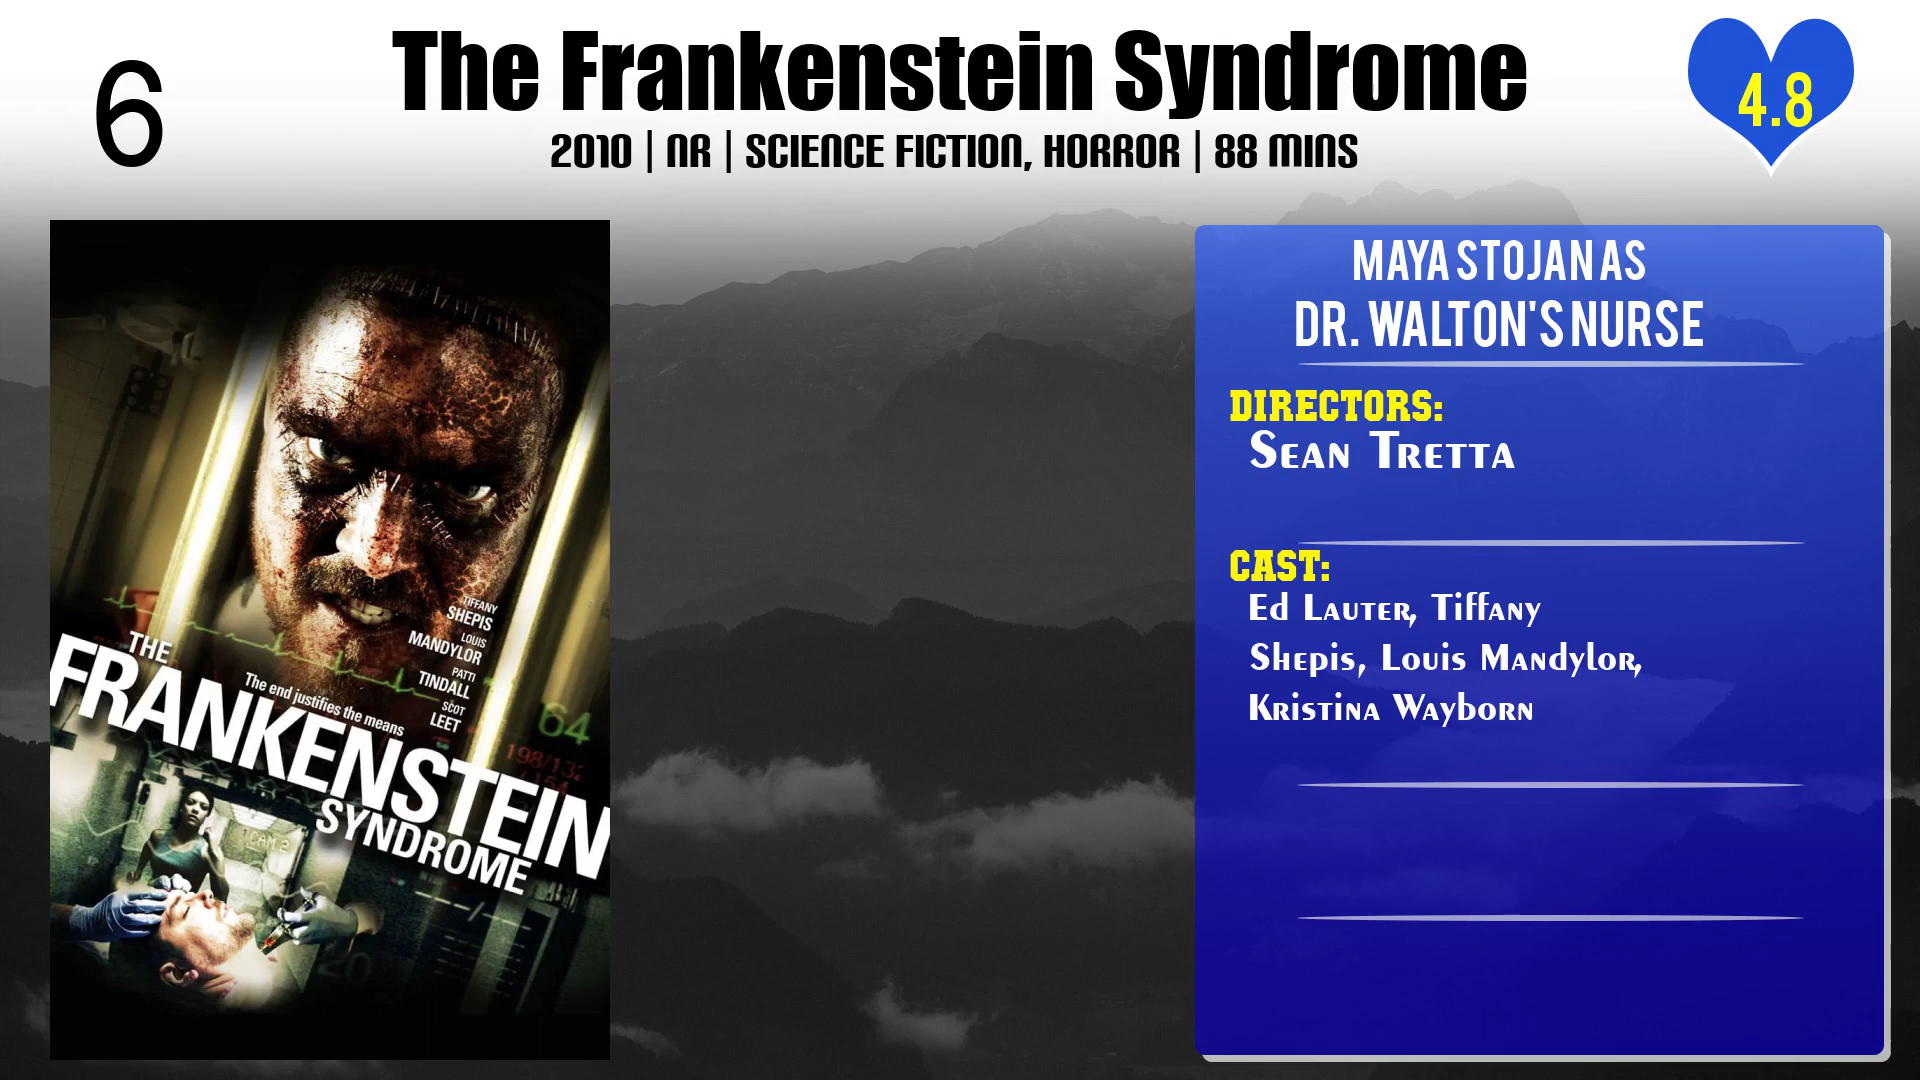 6
The Frankenstein Syndrome
2010 | NR | SCIENCE FICTION, HORROR | 88 MINS
4.8
TIFFANY
SHEPIS
LOUIS
MANDYLOR
PATTI
TINDALL
SCOT
LEET
THE
The end justifies the means
FRANKENSTEIN
SYNDROME
64
CAM 2
MAYA STOJAN AS
DR. WALTON'S NURSE
DIRECTORS:
Sean Tretta
CAST:
Ed Lauter, Tiffany
Shepis, Louis Mandylor,
Kristina Wayborn